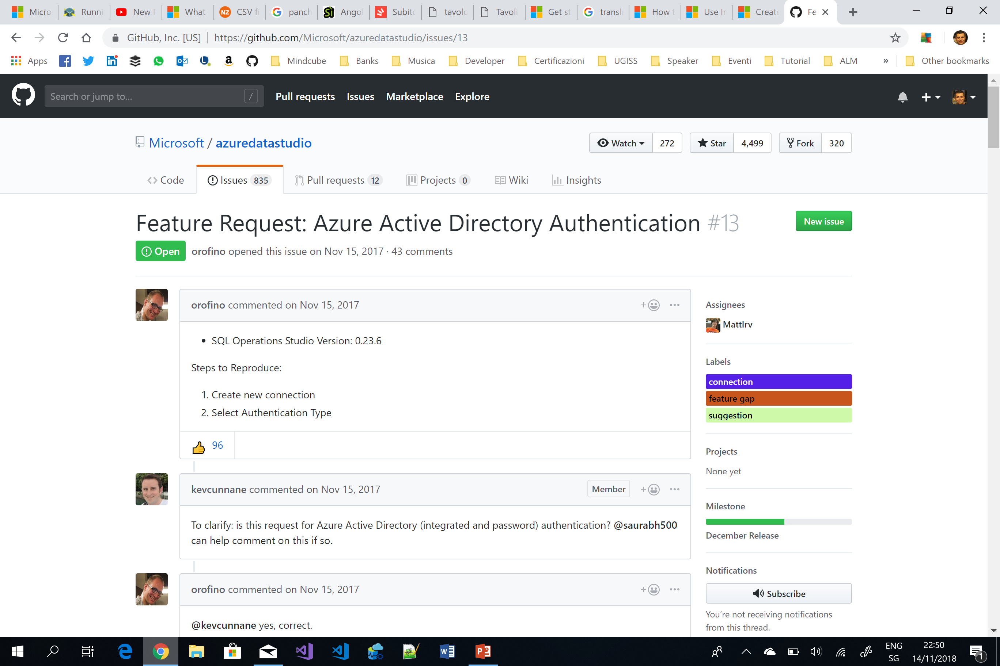 Micro
Runni
New
What
CSV fi
panch
Angol
Subito
tavolo
Tavoli
Get st
transla
How t
Use In
Create
Fe
GitHub, Inc. [US]
https://github.com/Microsoft/azuredatastudio/issues/13
Apps
Mindcube
Banks
Musica
Developer
Certificazioni
UGISS
Speaker
Eventi
Tutorial
ALM
»
Other bookmarks
Search or jump to... /
Pull requests
Issues
Marketplace
Explore
Microsoft / azuredatastudio
Watch 272
Star 4,499
Fork 320
Code
Issues 835
Pull requests 12
Projects 0
Wiki
Insights
Feature Request: Azure Active Directory Authentication #13
New issue
Open
orofino opened this issue on Nov 15, 2017 · 43 comments
orofino commented on Nov 15, 2017
• SQL Operations Studio Version: 0.23.6
Steps to Reproduce:
1. Create new connection
2. Select Authentication Type
96
kevcunnane commented on Nov 15, 2017
Member
To clarify: is this request for Azure Active Directory (integrated and password) authentication? @saurabh500
can help comment on this if so.
orofino commented on Nov 15, 2017
@kevcunnane yes, correct.
Assignees
MattIrv
Labels
connection
feature gap
suggestion
Projects
None yet
Milestone
December Release
Notifications
Subscribe
You’re not receiving notifications
from this thread.
ENG
SG
22:50
14/11/2018
1